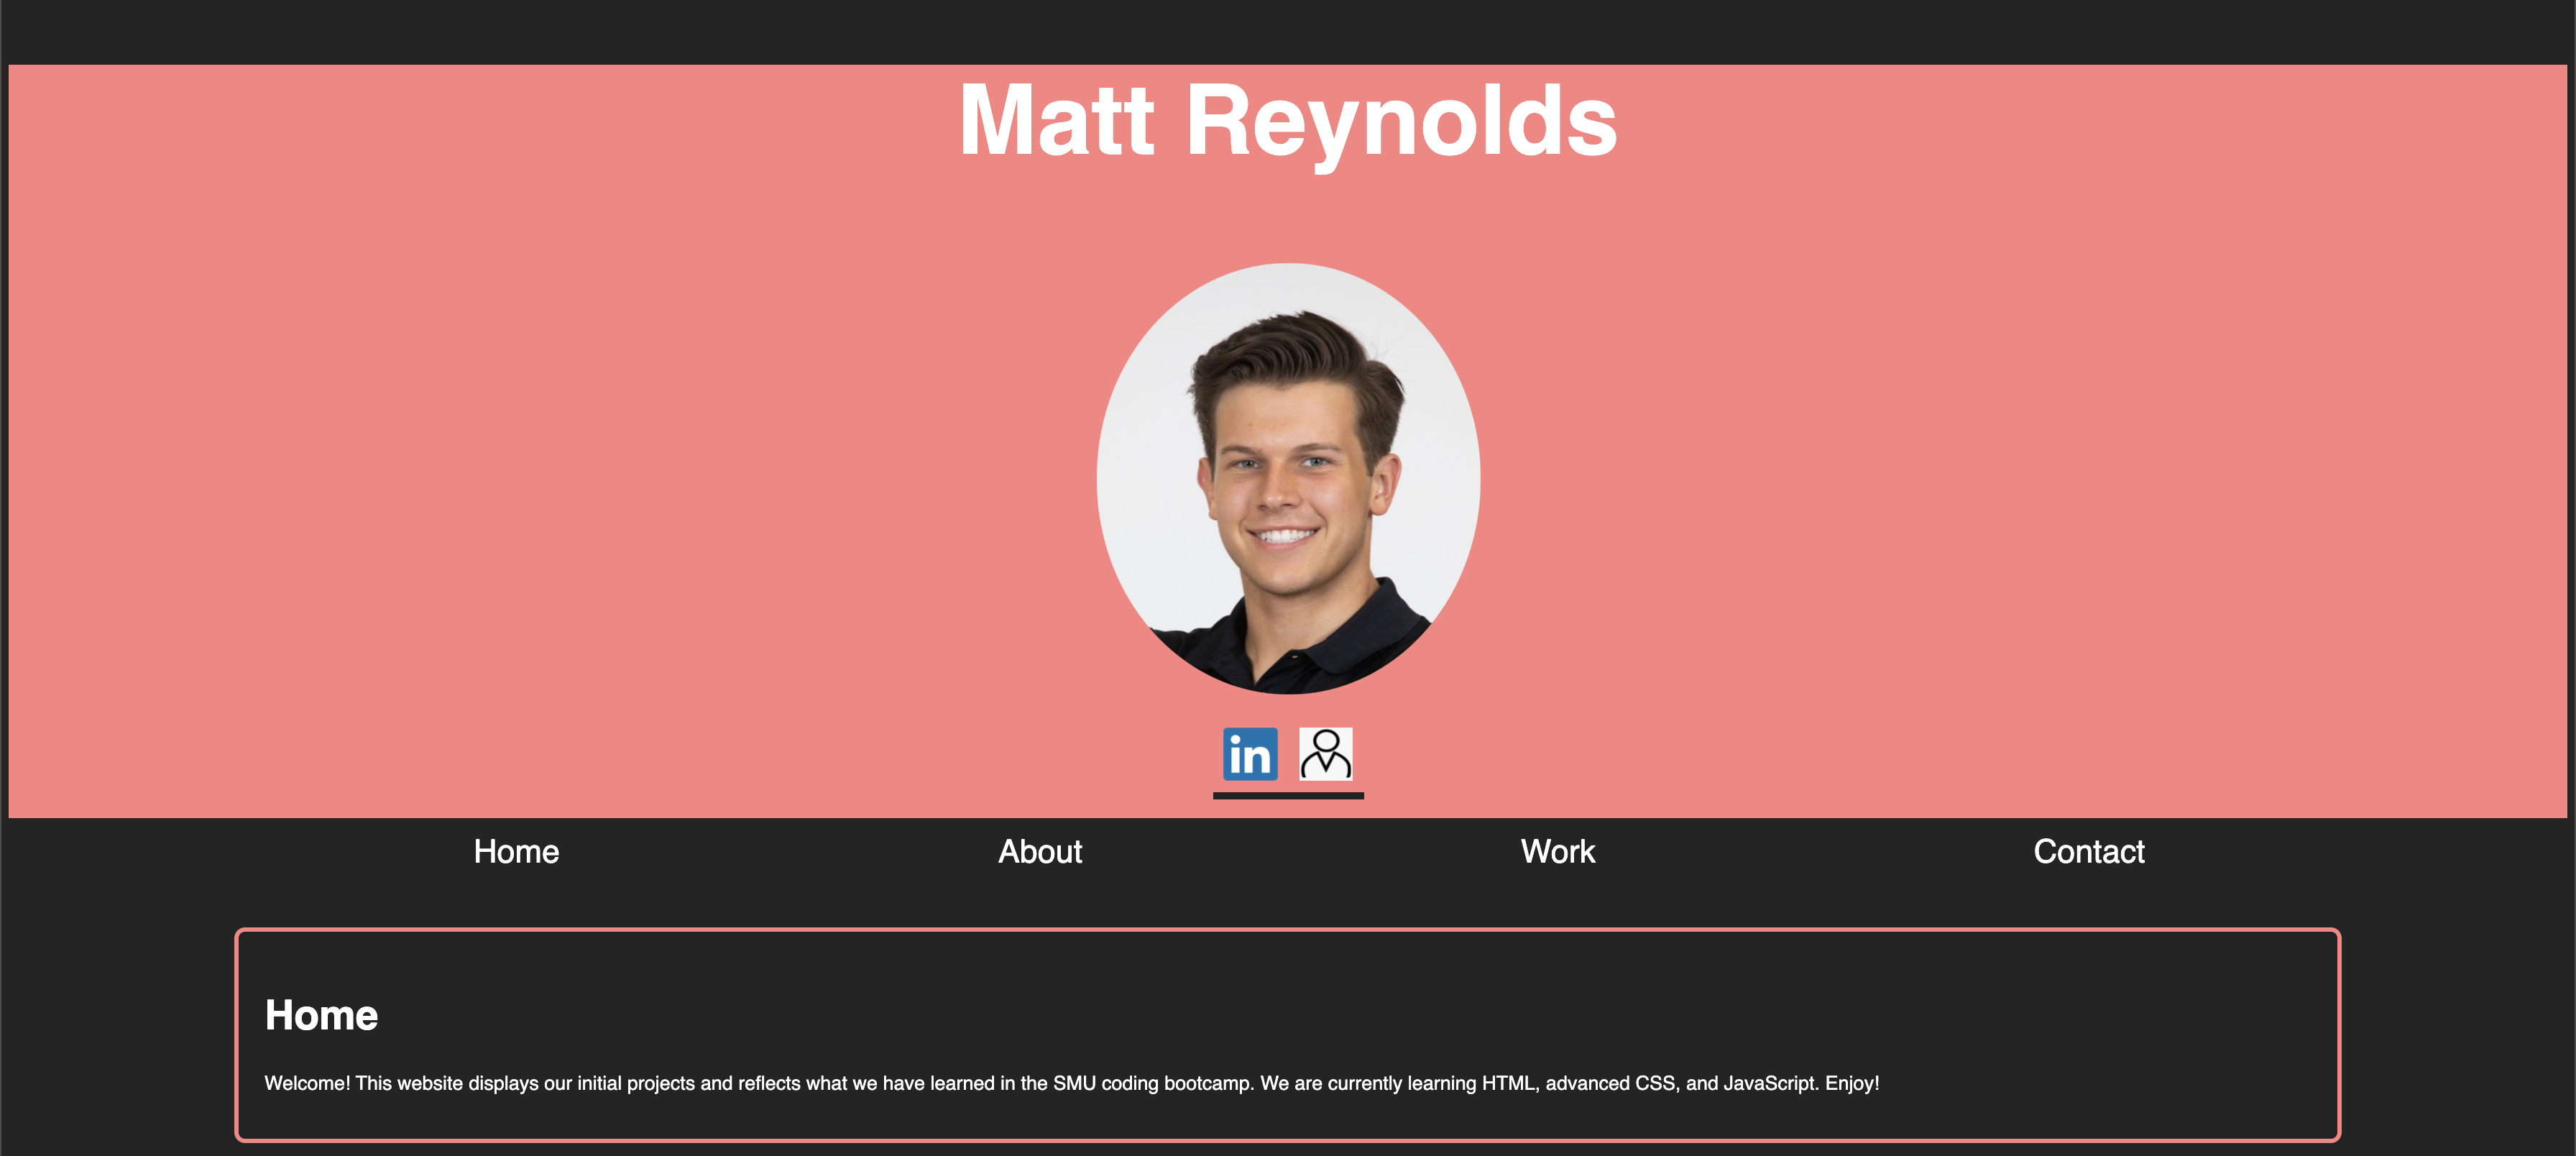 Matt Reynolds
in
Home About Work Contact
Home
Welcome! This website displays our initial projects and reflects what we have learned in the SMU coding bootcamp. We are currently learning HTML, advanced CSS, and JavaScript. Enjoy!